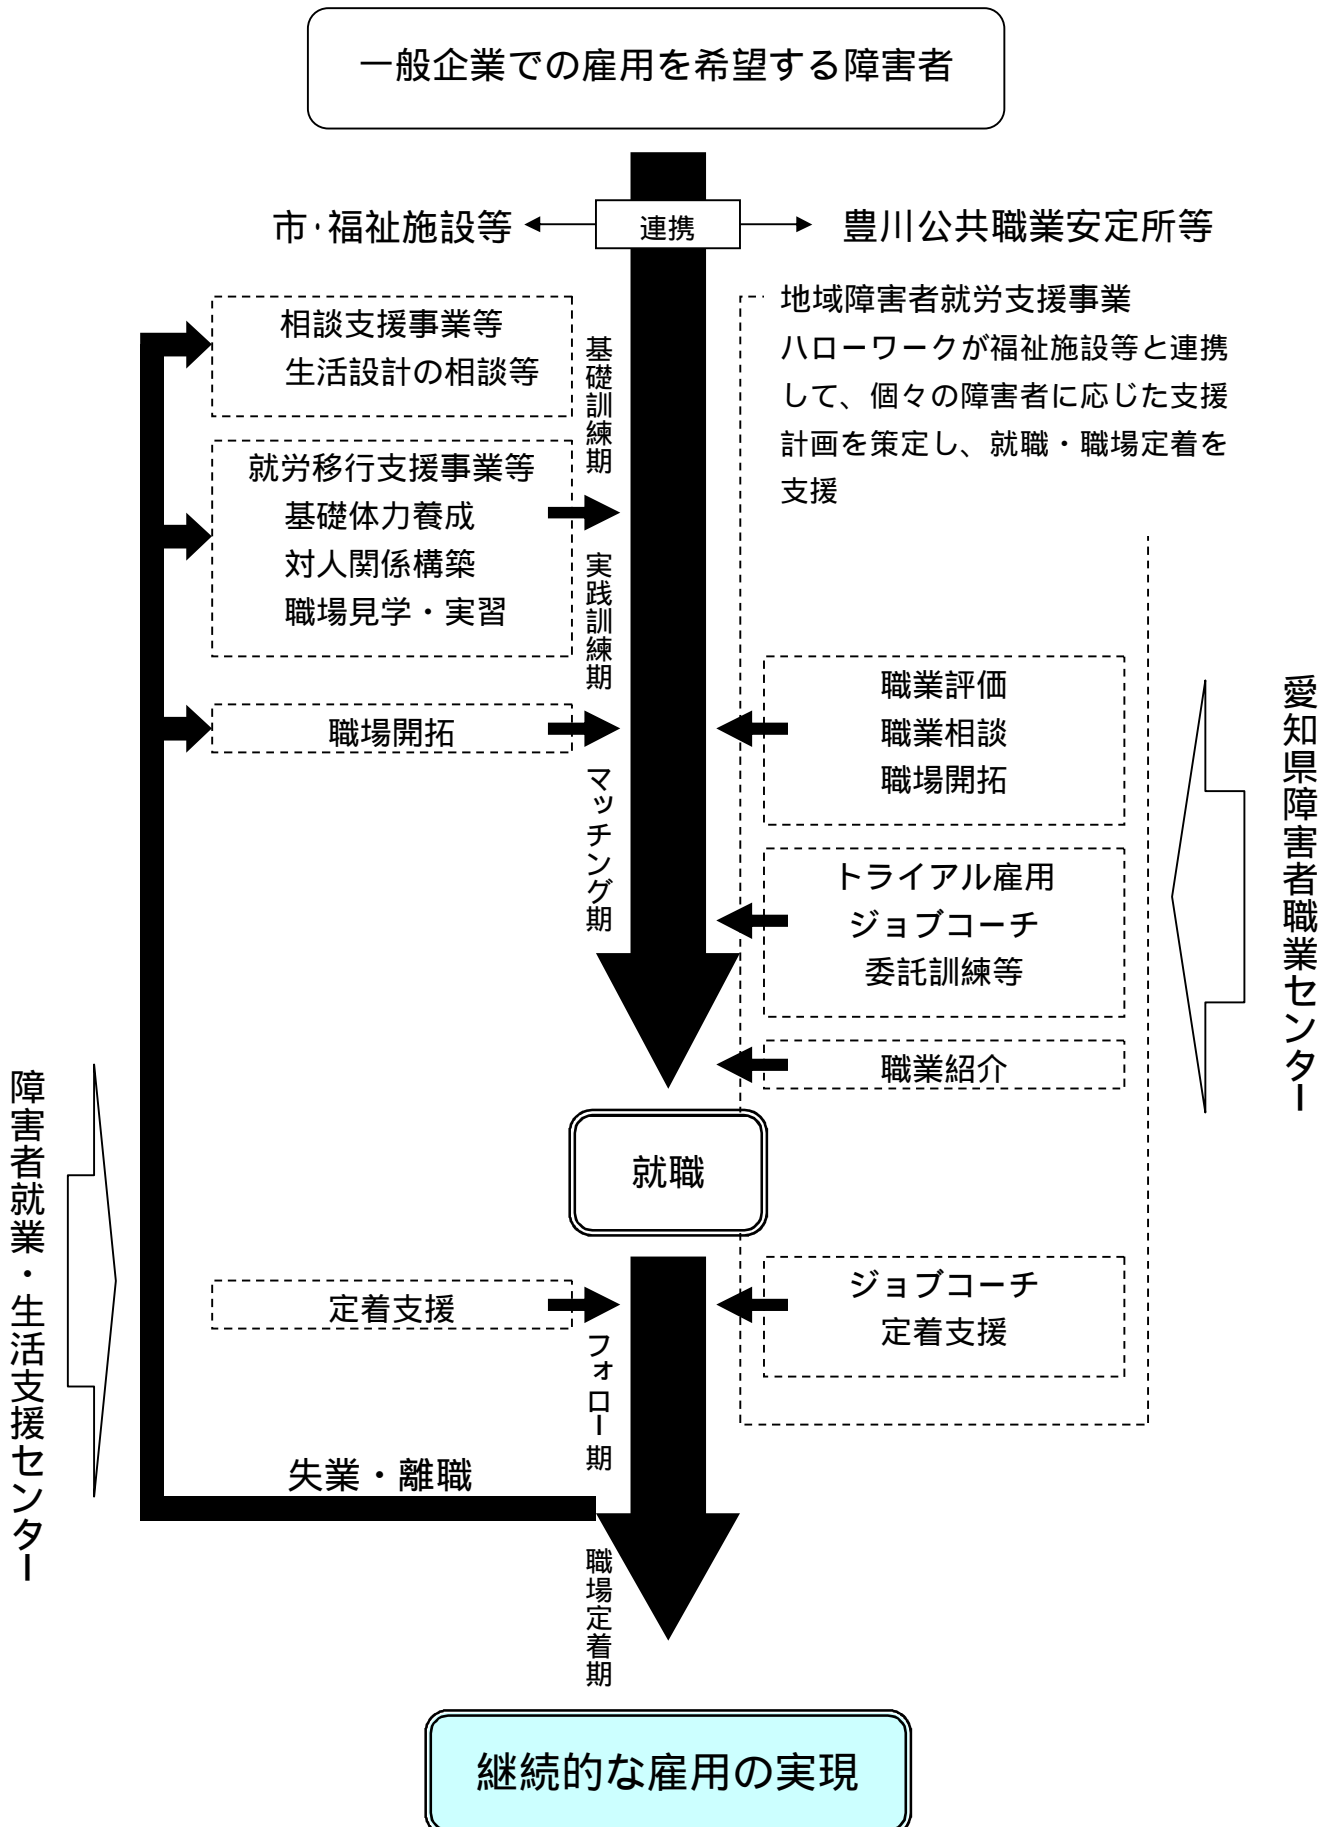 一般企業での雇用を希望する障害者
市・福祉施設等
連携
豊川公共職業安定所等
相談支援事業等
生活設計の相談等
就労移行支援事業等
基礎体力養成
対人関係構築
職場見学・実習
職場開拓
基礎訓練期
実践訓練期
マッチング期
地域障害者就労支援事業
ハローワークが福祉施設等と連携
して、個々の障害者に応じた支援
計画を策定し、就職・職場定着を
支援
職業評価
職業相談
職場開拓
トライアル雇用
ジョブコーチ
委託訓練等
職業紹介
愛知県障害者職業センター
障害者就業・生活支援センター
就職
定着支援
フォロー期
ジョブコーチ
定着支援
失業・離職
職場定着期
継続的な雇用の実現